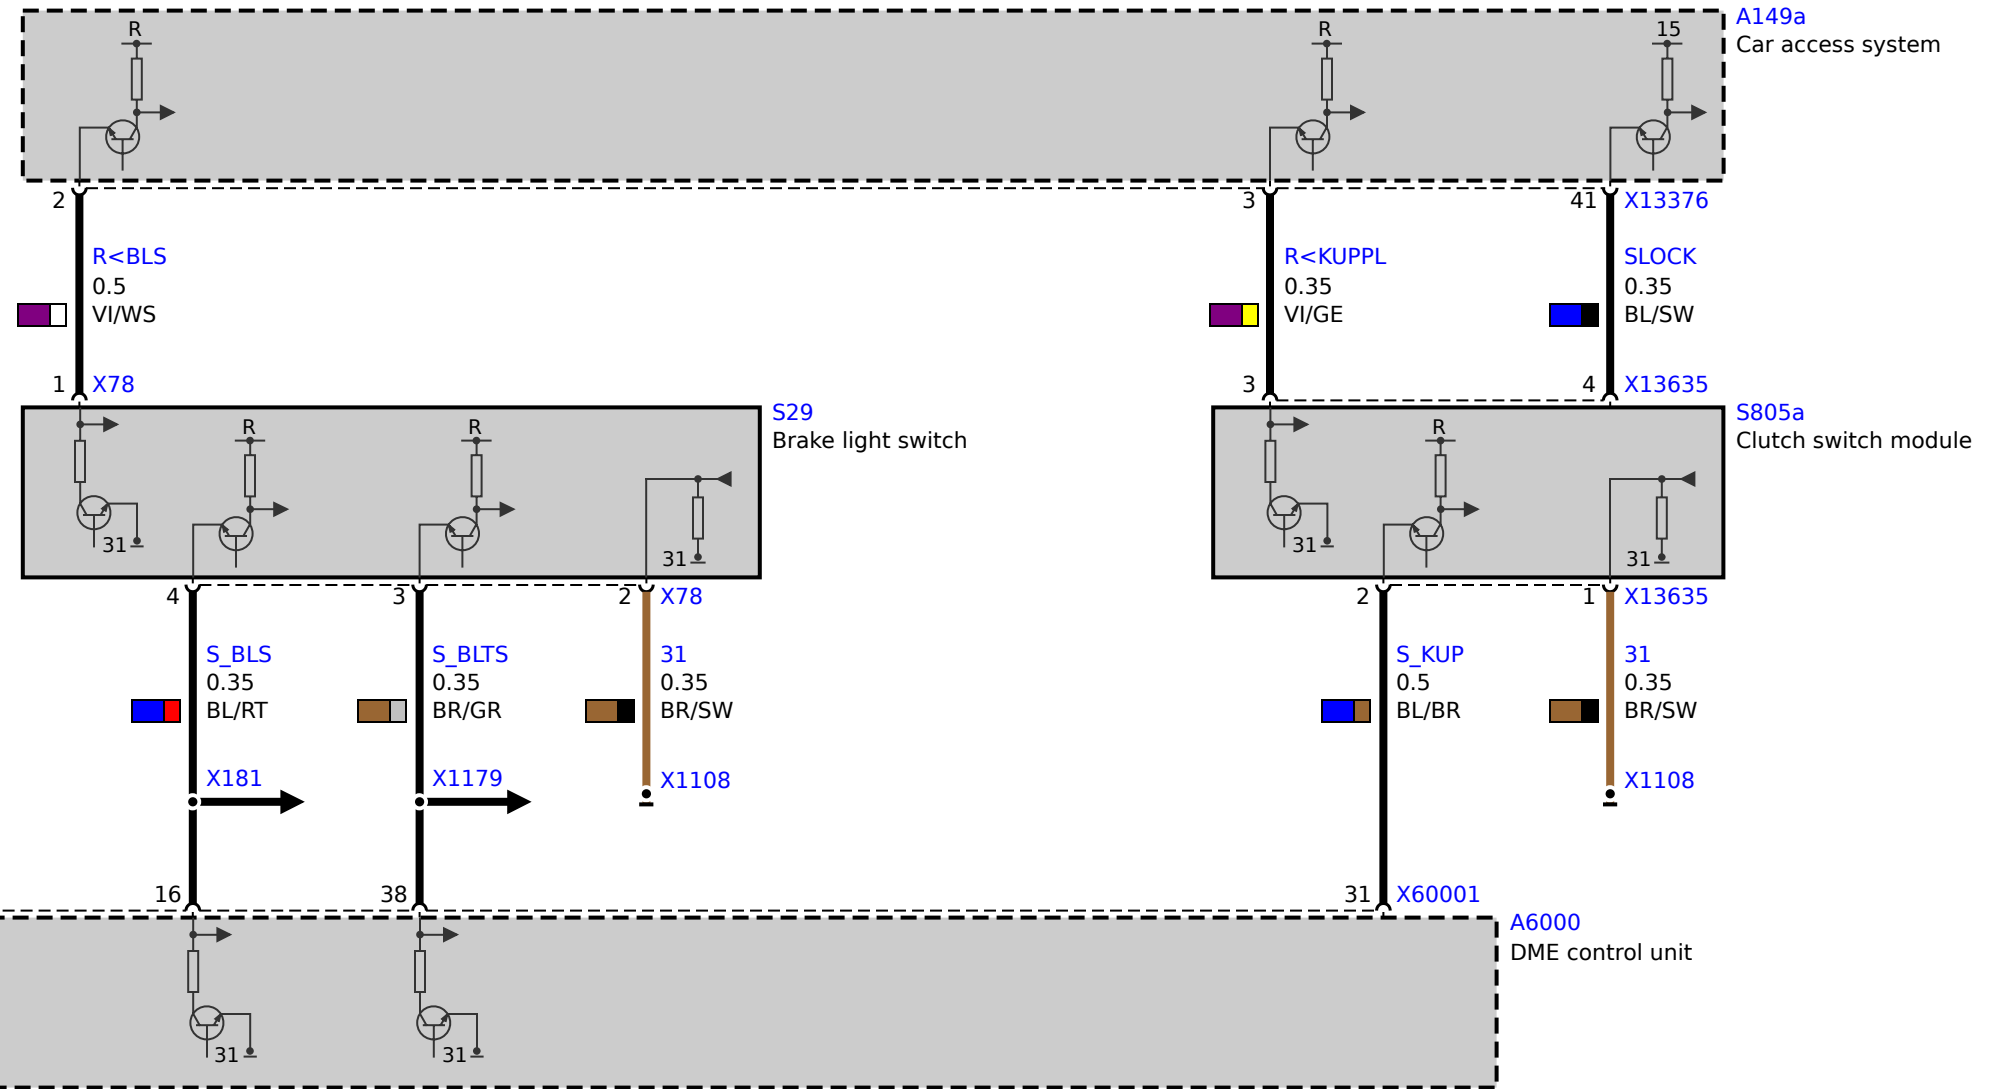 R
R
15
A149a
Car access system
2
3
41
X13376
R<BLS
0.5
VI/WS
R<KUPPL
0.35
VI/GE
SLOCK
0.35
BL/SW
1
X78
3
4
X13635
S29
Brake light switch
S805a
Clutch switch module
R
R
R
31
31
31
31
4
3
2
X78
2
1
X13635
S_BLS
0.35
BL/RT
S_BLTS
0.35
BR/GR
31
0.35
BR/SW
S_KUP
0.5
BL/BR
31
0.35
BR/SW
X181
X1179
X1108
X1108
16
38
31
X60001
A6000
DME control unit
31
31